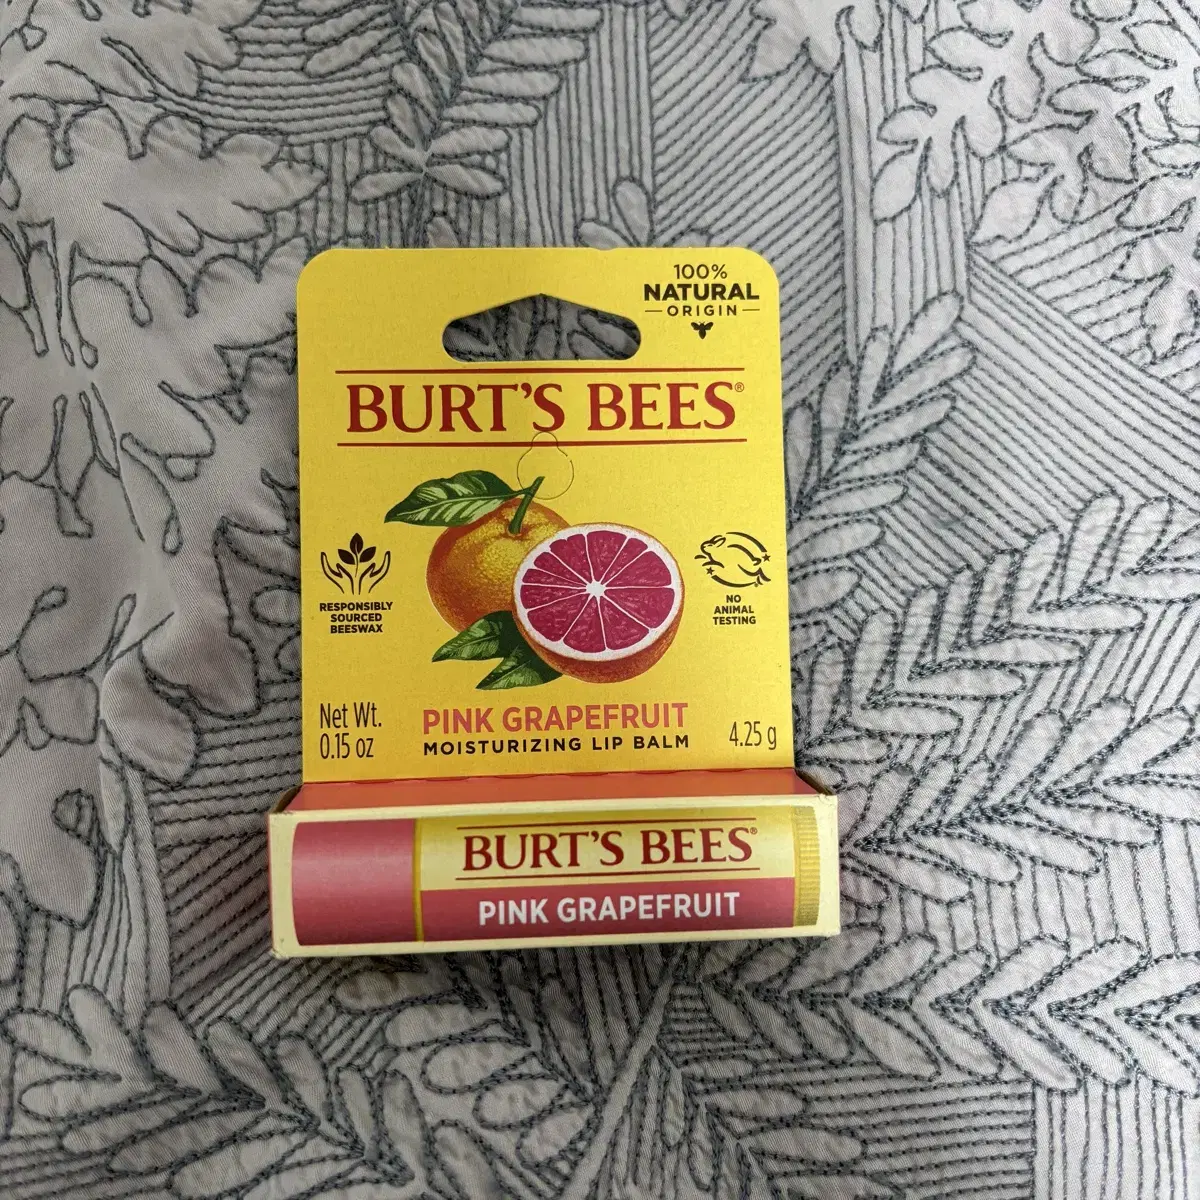 100%
NATURAL
ORIGIN
BURT'S BEES®
RESPONSIBLY
SOURCED
BEESWAX
NO
ANIMAL
TESTING
Net Wt.
0.15 oz
PINK GRAPEFRUIT
MOISTURIZING LIP BALM
4.25 g
BURT'S BEES®
PINK GRAPEFRUIT